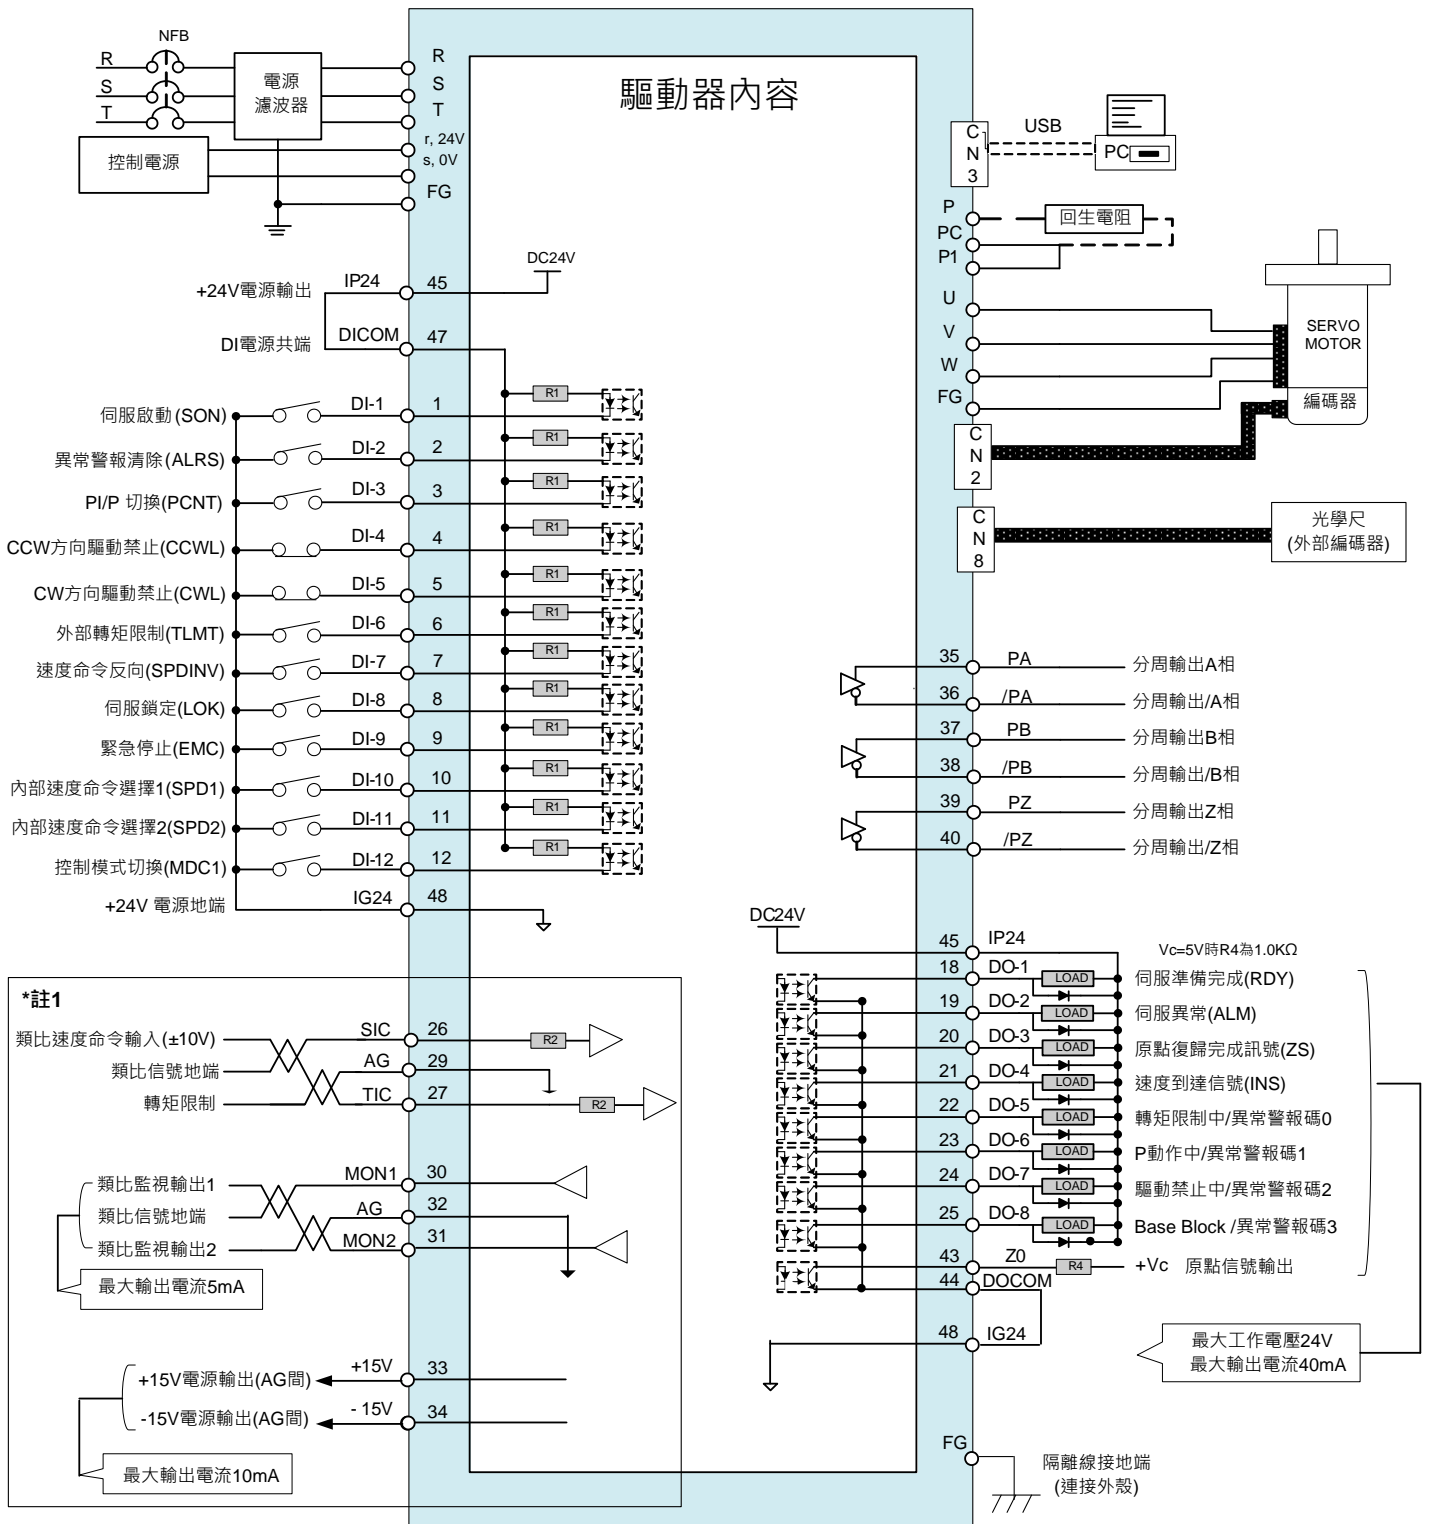 驅動器內容
NFB
R
S
T
電源
濾波器
控制電源
R
S
T
r, 24V
s, 0V
FG
+24V電源輸出
IP24
45
DC24V
DI電源共端
DICOM
47
伺服啟動(SON)
DI-1
1
R1
異常警報清除(ALRS)
DI-2
2
R1
PI/P 切換(PCNT)
DI-3
3
R1
CCW方向驅動禁止(CCWL)
DI-4
4
R1
CW方向驅動禁止(CWL)
DI-5
5
R1
外部轉矩限制(TLMT)
DI-6
6
R1
速度命令反向(SPDINV)
DI-7
7
R1
伺服鎖定(LOK)
DI-8
8
R1
緊急停止(EMC)
DI-9
9
R1
內部速度命令選擇1(SPD1)
DI-10
10
R1
內部速度命令選擇2(SPD2)
DI-11
11
R1
控制模式切換(MDC1)
DI-12
12
R1
+24V 電源地端
IG24
48
*註1
類比速度命令輸入(±10V)
SIC
26
R2
類比信號地端
AG
29
轉矩限制
TIC
27
R2
類比監視輸出1
MON1
30
類比信號地端
AG
32
類比監視輸出2
MON2
31
最大輸出電流5mA
+15V電源輸出(AG間)
+15V
33
-15V電源輸出(AG間)
- 15V
34
最大輸出電流10mA
C
N
3
USB
PC
P
PC
P1
回生電阻
U
V
W
FG
SERVO
MOTOR
編碼器
C
N
2
C
N
8
光學尺
(外部編碼器)
35
PA
分周輸出A相
36
/PA
分周輸出/A相
37
PB
分周輸出B相
38
/PB
分周輸出/B相
39
PZ
分周輸出Z相
40
/PZ
分周輸出/Z相
DC24V
45
IP24
Vc=5V時R4為1.0KΩ
18
DO-1
LOAD
伺服準備完成(RDY)
19
DO-2
LOAD
伺服異常(ALM)
20
DO-3
LOAD
原點復歸完成訊號(ZS)
21
DO-4
LOAD
速度到達信號(INS)
22
DO-5
LOAD
轉矩限制中/異常警報碼0
23
DO-6
LOAD
P動作中/異常警報碼1
24
DO-7
LOAD
驅動禁止中/異常警報碼2
25
DO-8
LOAD
Base Block /異常警報碼3
43
Z0
R4
+Vc 原點信號輸出
44
DOCOM
48
IG24
最大工作電壓24V
最大輸出電流40mA
FG
隔離線接地端
(連接外殼)